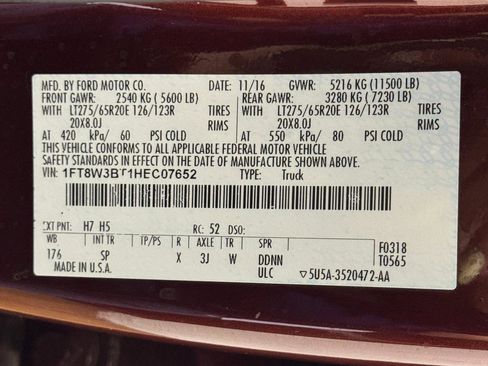 MFD. BY FORD MOTOR CO. 11/16 GVWR: 5216 KG (11500 LB)
FRONT GAWR: 2540 KG ( 5600 LB) REAR GAWR: 3280 KG ( 7230 LB)
WITH LT275/65R20E 126/123R TIRES WITH LT275/65R20E 126/123R TIRES
20X8.0J RIMS 20X8.0J RIMS
AT 420 kPa/ 60 PSI COLD AT 550 kPa/ 80 PSI COLD
THIS VEHICLE CONFORMS TO ALL APPLICABLE FEDERAL MOTOR VEHICLE
SAFETY STANDARDS IN EFFECT ON THE DATE OF MANUFACTURE SHOWN ABOVE.
VIN: 1FT8W3BT1HEC07652 TYPE: Truck
EXT PNT: H7 H5 RC: 52 DSO:
WB INT TR TP/PS R AXLE TR SPR F0318
176 SP X 3J W DDNN T0565
MADE IN U.S.A. ULC ▽5U5A-3520472-AA